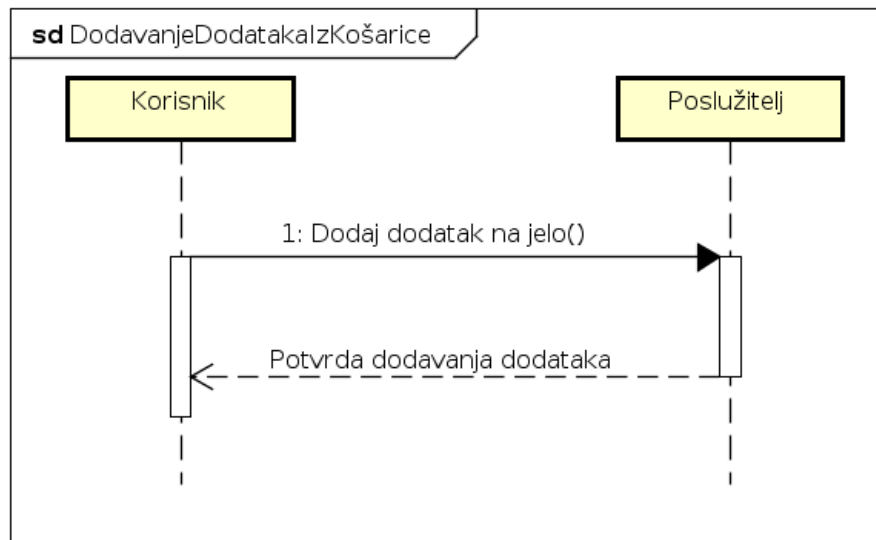 sd DodavanjeDodatakaIzKošarice
Korisnik
Poslužitelj
1: Dodaj dodatak na jelo()
Potvrda dodavanja dodataka